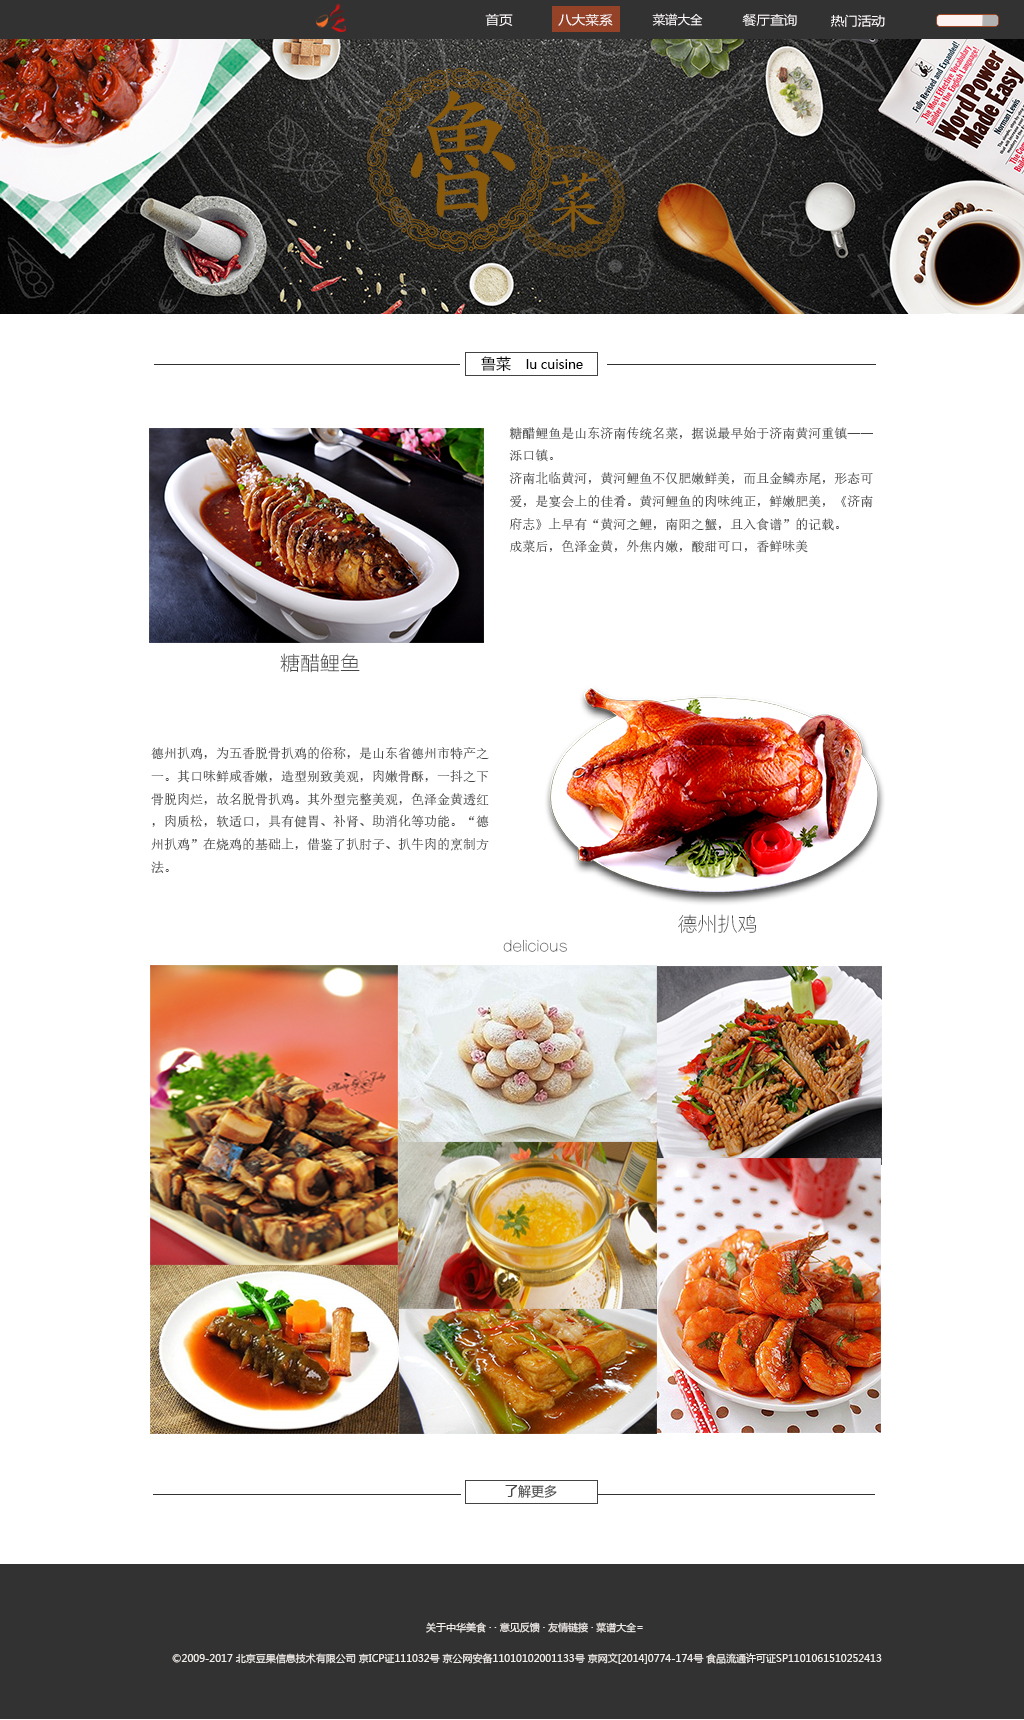 首页 八大菜系 菜谱大全 餐厅查询 热门活动
魯
菜
Fully Revised and Expanded!
The Most Effective Vocabulary
Builder in the English Language!
Word Power
Made Easy
Norman Lewis
鲁菜 lu cuisine
糖醋鲤鱼是山东济南传统名菜，据说最早始于济南黄河重镇——
泺口镇。
济南北临黄河，黄河鲤鱼不仅肥嫩鲜美，而且金鳞赤尾，形态可
爱，是宴会上的佳肴。黄河鲤鱼的肉味纯正，鲜嫩肥美，《济南
府志》上早有“黄河之鲤，南阳之蟹，且入食谱”的记载。
成菜后，色泽金黄，外焦内嫩，酸甜可口，香鲜味美
糖醋鲤鱼
德州扒鸡，为五香脱骨扒鸡的俗称，是山东省德州市特产之
一。其口味鲜咸香嫩，造型别致美观，肉嫩骨酥，一抖之下
骨脱肉烂，故名脱骨扒鸡。其外型完整美观，色泽金黄透红
，肉质松，软适口，具有健胃、补肾、助消化等功能。“德
州扒鸡”在烧鸡的基础上，借鉴了扒肘子、扒牛肉的烹制方
法。
德州扒鸡
delicious
了解更多
关于中华美食 · · 意见反馈 · 友情链接 · 菜谱大全=
©2009-2017 北京豆果信息技术有限公司 京ICP证111032号 京公网安备11010102001133号 京网文[2014]0774-174号 食品流通许可证SP1101061510252413